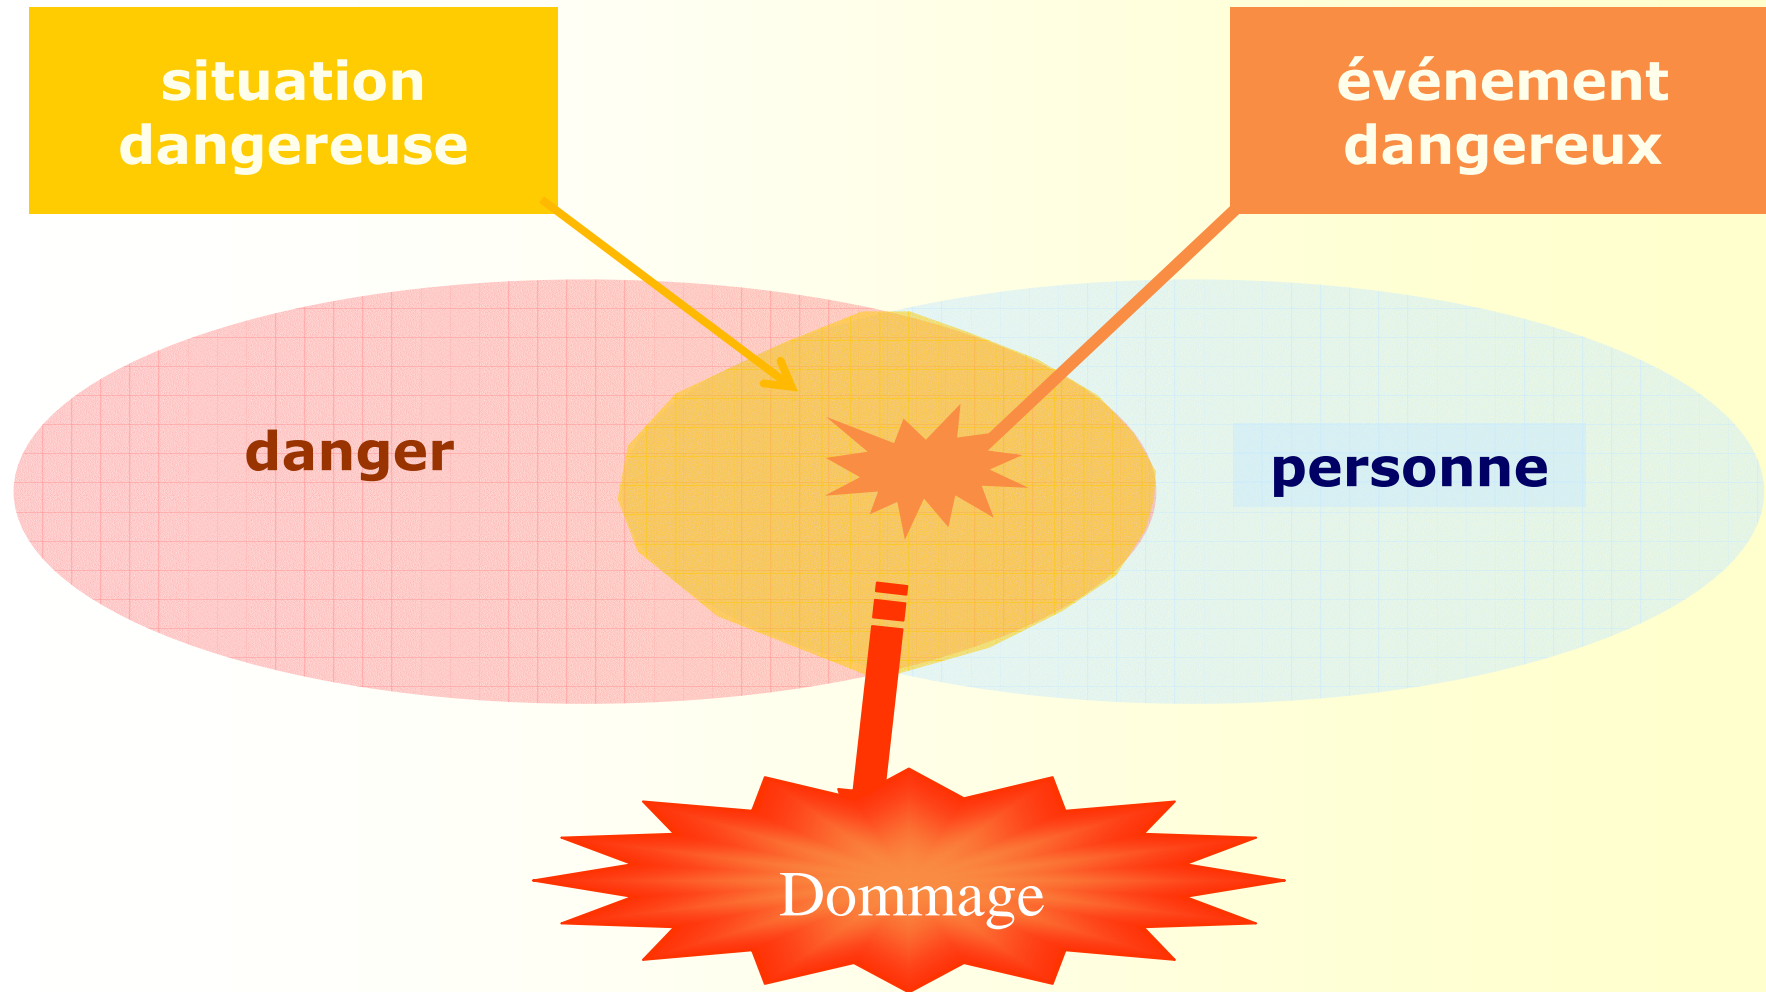 situation
dangereuse
événement
dangereux
danger
personne
Dommage